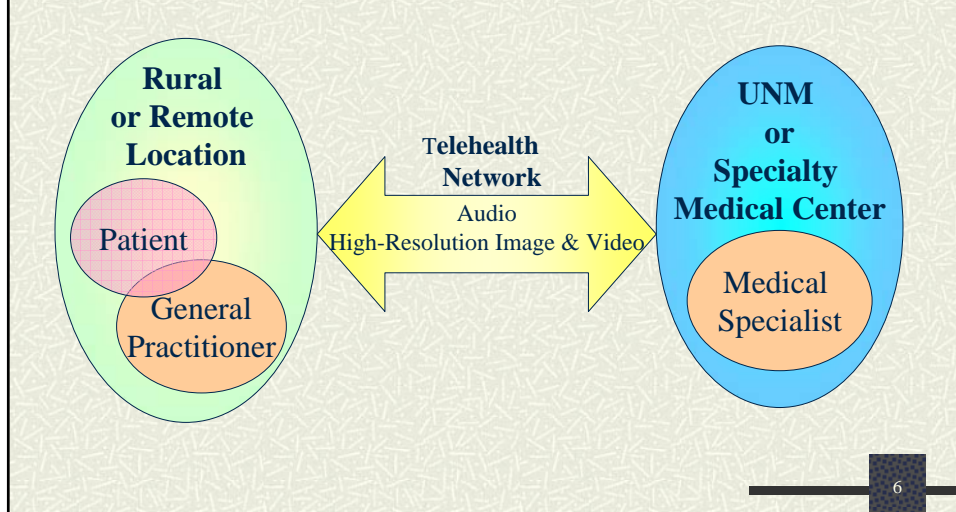 Rural
or Remote
Location
Patient
General
Practitioner
Telehealth
Network
Audio
High-Resolution Image & Video
UNM
or
Specialty
Medical Center
Medical
Specialist
6